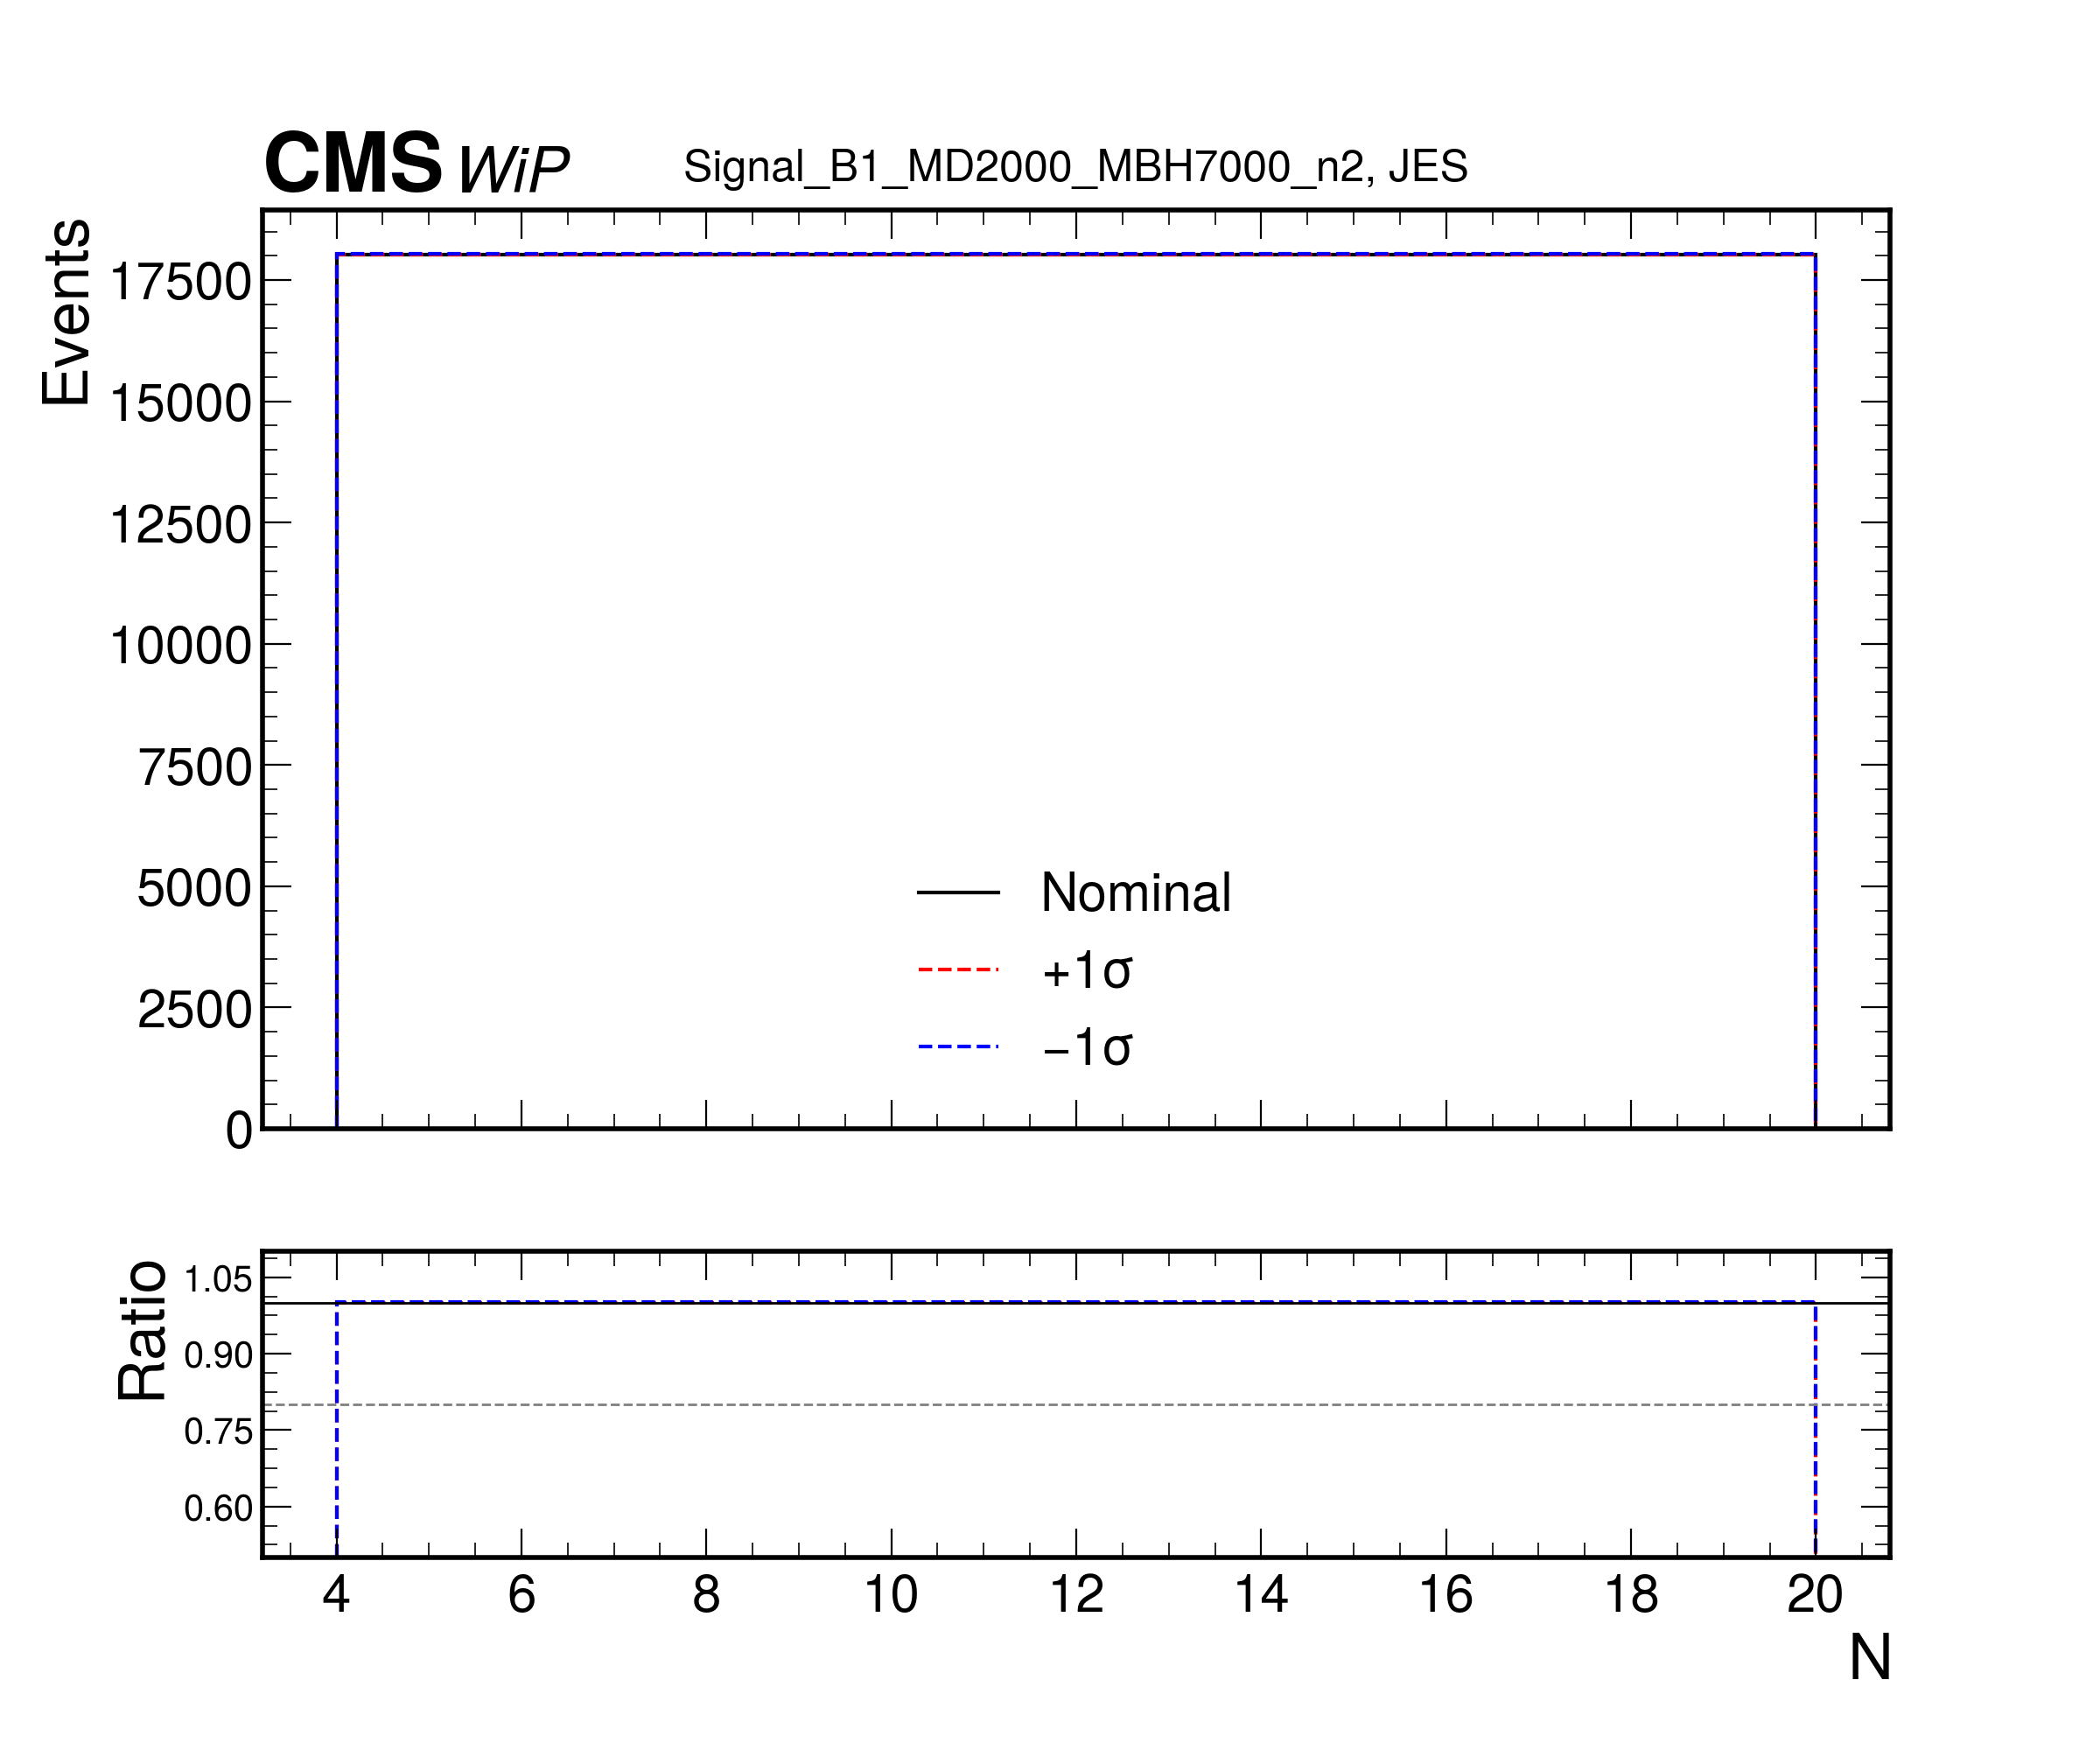 CMS WiP Signal_B1_MD2000_MBH7000_n2, JES
Events
17500
15000
12500
10000
7500
5000
2500
0
Nominal
+1σ
−1σ
Ratio
1.05
0.90
0.75
0.60
4 6 8 10 12 14 16 18 20
N